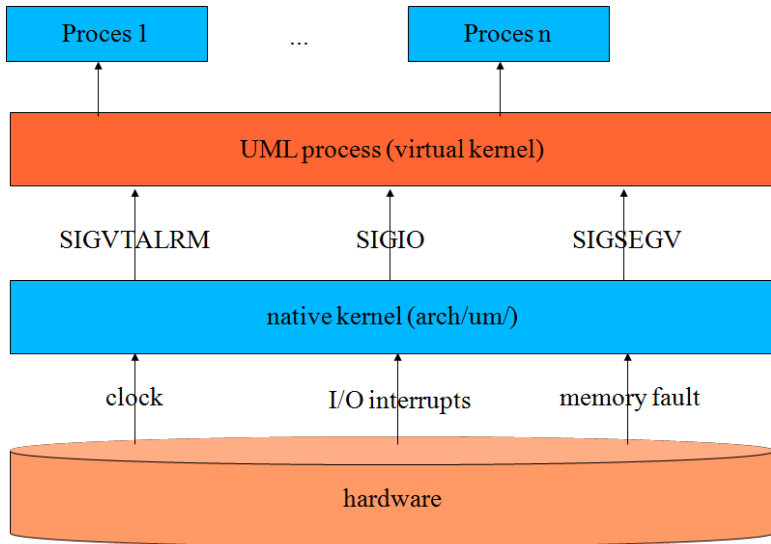 Proces 1
...
Proces n
UML process (virtual kernel)
SIGVTALRM
SIGIO
SIGSEGV
native kernel (arch/um/)
clock
I/O interrupts
memory fault
hardware